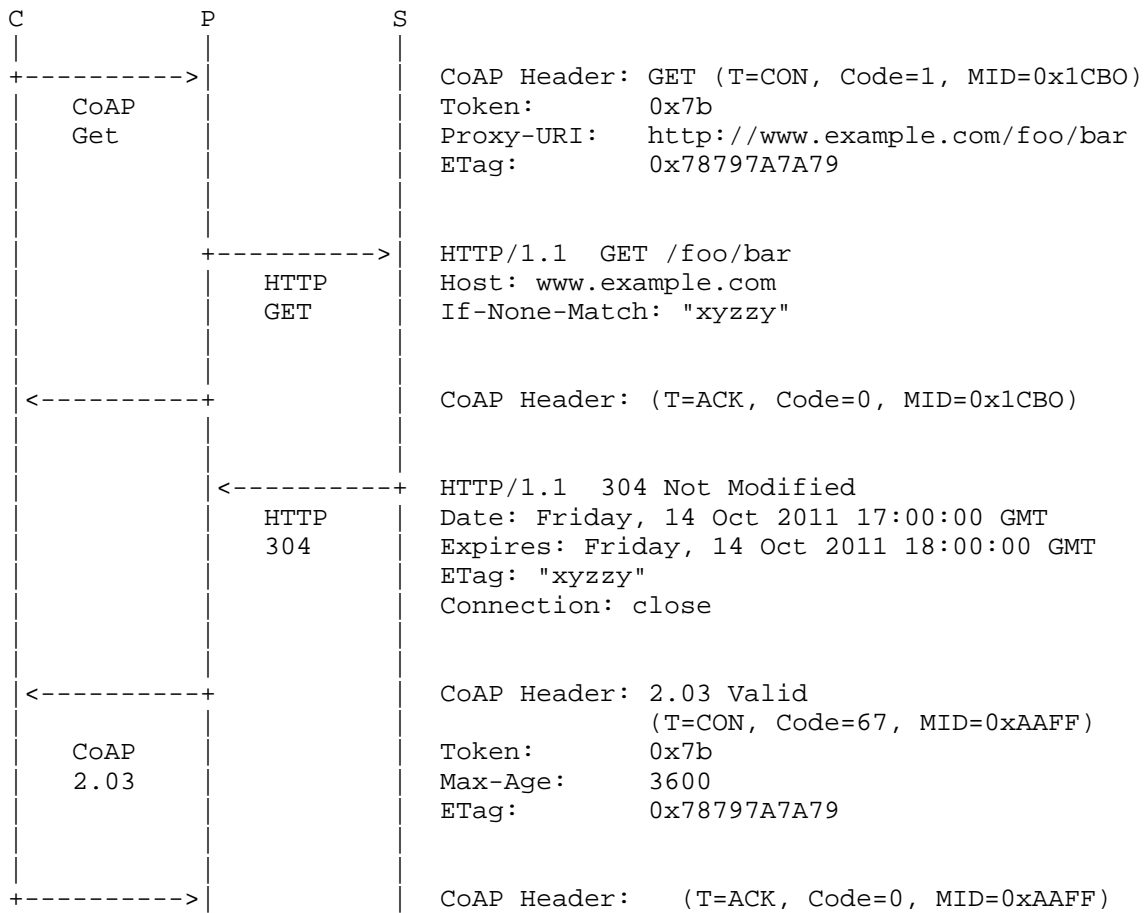 C P S
CoAP Header: GET (T=CON, Code=1, MID=0x1CBO)
CoAP Token: 0x7b
Get Proxy-URI: http://www.example.com/foo/bar
ETag: 0x78797A7A79
HTTP/1.1 GET /foo/bar
HTTP Host: www.example.com
GET If-None-Match: "xyzzy"
CoAP Header: (T=ACK, Code=0, MID=0x1CBO)
HTTP/1.1 304 Not Modified
HTTP Date: Friday, 14 Oct 2011 17:00:00 GMT
304 Expires: Friday, 14 Oct 2011 18:00:00 GMT
ETag: "xyzzy"
Connection: close
CoAP Header: 2.03 Valid
(T=CON, Code=67, MID=0xAAFF)
CoAP Token: 0x7b
2.03 Max-Age: 3600
ETag: 0x78797A7A79
CoAP Header: (T=ACK, Code=0, MID=0xAAFF)